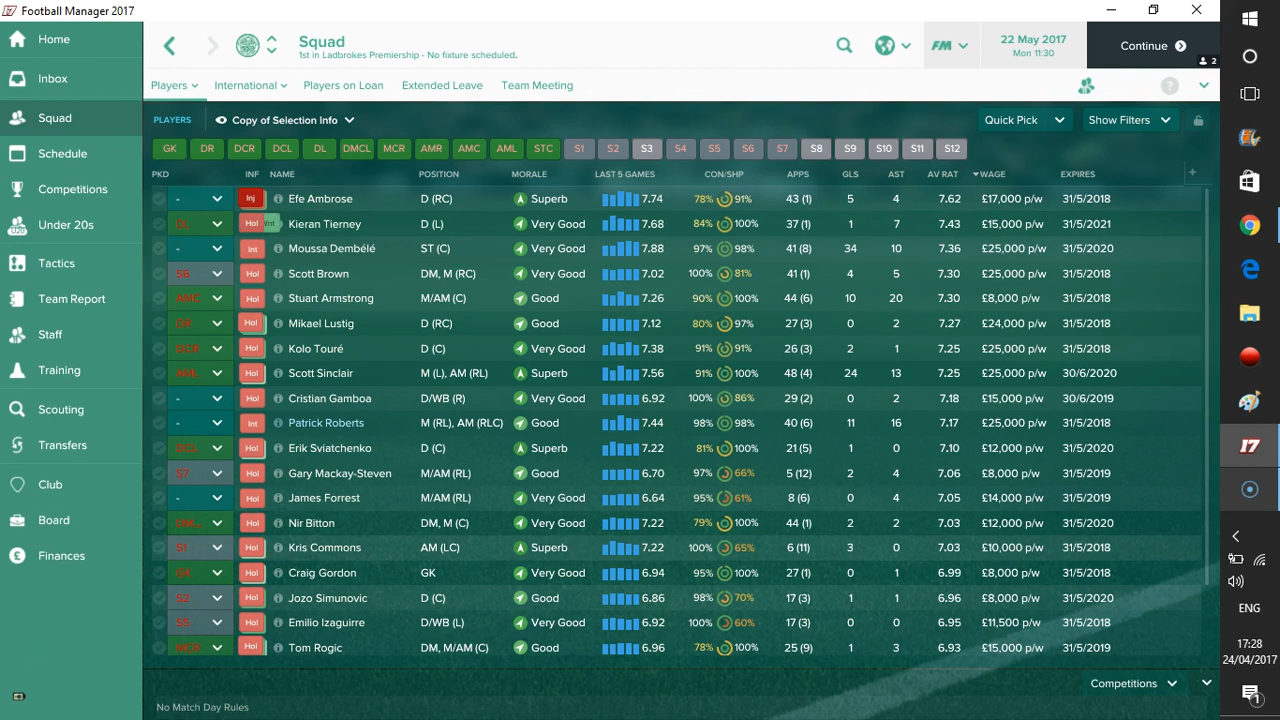 Football Manager 2017
Home
Inbox
Squad
Schedule
Competitions
Under 20s
Tactics
Team Report
Staff
Training
Scouting
Transfers
Club
Board
Finances
Squad
1st in Ladbrokes Premiership - No fixture scheduled.
FM
22 May 2017
Mon 11:30
Continue
2
Players International Players on Loan Extended Leave Team Meeting
PLAYERS Copy of Selection Info Quick Pick Show Filters
GK DR DCR DCL DL DMCL MCR AMR AMC AML STC S1 S2 S3 S4 S5 S6 S7 S8 S9 S10 S11 S12
PKD INF NAME POSITION MORALE LAST 5 GAMES CON/SHP APPS GLS AST AV RAT WAGE EXPIRES
- Inj Efe Ambrose D (RC) Superb 7.74 78% 91% 43 (1) 5 4 7.62 £17,000 p/w 31/5/2018
DL Hol Wnt Kieran Tierney D (L) Very Good 7.68 84% 100% 37 (1) 1 7 7.43 £15,000 p/w 31/5/2021
- Int Moussa Dembélé ST (C) Very Good 7.88 97% 98% 41 (8) 34 10 7.36 £25,000 p/w 31/5/2020
S6 Hol Scott Brown DM, M (RC) Very Good 7.02 100% 81% 41 (1) 4 5 7.30 £25,000 p/w 31/5/2018
AMC Hol Stuart Armstrong M/AM (C) Good 7.26 90% 100% 44 (6) 10 20 7.30 £8,000 p/w 31/5/2018
DR Hol Mikael Lustig D (RC) Good 7.12 80% 97% 27 (3) 0 2 7.27 £24,000 p/w 31/5/2018
DCR Hol Kolo Touré D (C) Very Good 7.38 91% 91% 26 (3) 2 1 7.25 £25,000 p/w 31/5/2018
AML Hol Scott Sinclair M (L), AM (RL) Superb 7.56 91% 100% 48 (4) 24 13 7.25 £25,000 p/w 30/6/2020
- Hol Cristian Gamboa D/WB (R) Very Good 6.92 100% 86% 29 (2) 0 2 7.18 £15,000 p/w 30/6/2019
- Int Patrick Roberts M (RL), AM (RLC) Very Good 7.44 98% 98% 40 (6) 11 16 7.17 £25,000 p/w 31/5/2018
DCL Hol Erik Sviatchenko D (C) Superb 7.22 81% 100% 21 (5) 1 0 7.10 £12,000 p/w 31/5/2020
S7 Hol Gary Mackay-Steven M/AM (RL) Good 6.70 97% 66% 5 (12) 2 4 7.06 £8,000 p/w 31/5/2019
- Hol James Forrest M/AM (RL) Very Good 6.64 95% 61% 8 (6) 0 4 7.05 £14,000 p/w 31/5/2019
DM... Hol Nir Bitton DM, M (C) Very Good 7.22 79% 100% 44 (1) 2 2 7.03 £12,000 p/w 31/5/2020
S1 Hol Kris Commons AM (LC) Superb 7.22 100% 65% 6 (11) 3 0 7.03 £10,000 p/w 31/5/2018
GK Hol Craig Gordon GK Very Good 6.94 95% 100% 27 (1) 0 1 6.99 £8,000 p/w 31/5/2018
S2 Hol Jozo Simunovic D (C) Good 6.86 98% 70% 17 (3) 1 1 6.96 £8,000 p/w 31/5/2020
S5 Hol Emilio Izaguirre D/WB (L) Very Good 6.92 100% 60% 17 (3) 0 0 6.95 £11,500 p/w 31/5/2018
MCR Hol Tom Rogic DM, M/AM (C) Good 6.96 78% 100% 25 (9) 1 3 6.93 £15,000 p/w 31/5/2019
Competitions
No Match Day Rules
17
ENG
17:28
24/04/2017
1